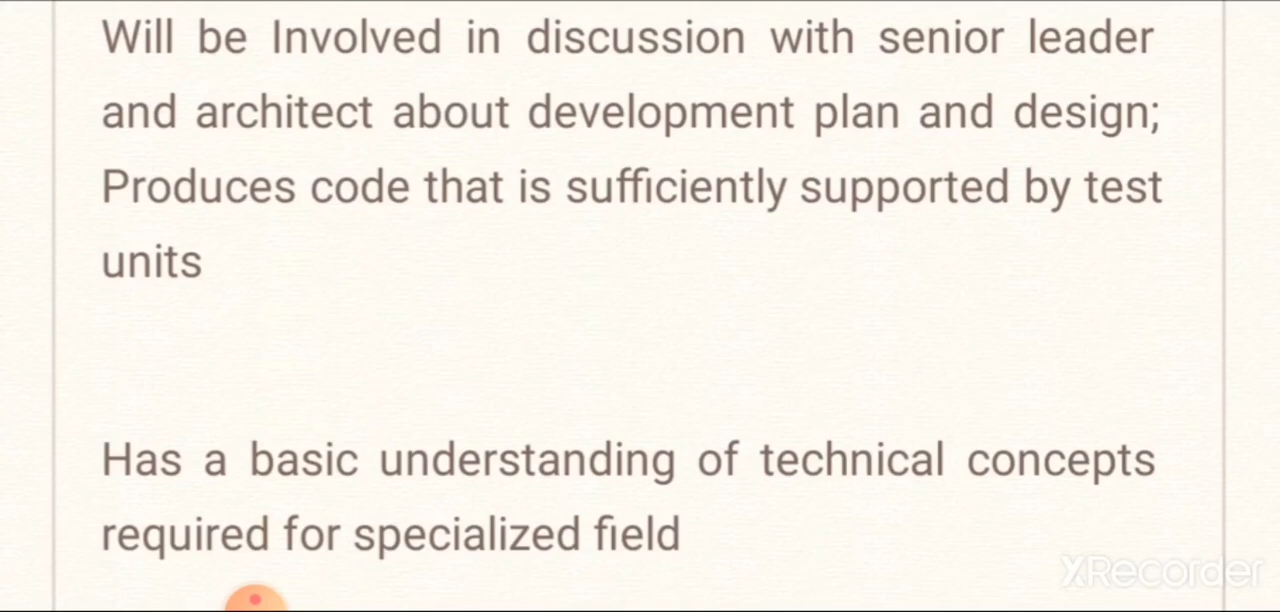 Will be Involved in discussion with senior leader
and architect about development plan and design;
Produces code that is sufficiently supported by test
units
Has a basic understanding of technical concepts
required for specialized field
XRecorder